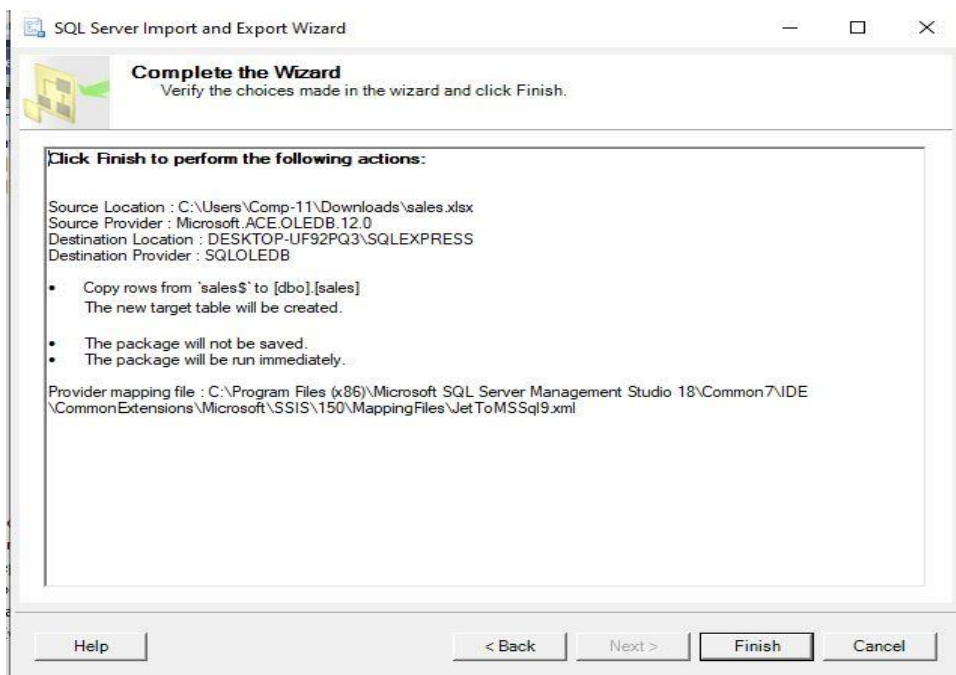 SQL Server Import and Export Wizard
Complete the Wizard
Verify the choices made in the wizard and click Finish.
Click Finish to perform the following actions:
Source Location : C:\Users\Comp-11\Downloads\sales.xlsx
Source Provider : Microsoft.ACE.OLEDB.12.0
Destination Location : DESKTOP-UF92PQ3\SQLEXPRESS
Destination Provider : SQLOLEDB
• Copy rows from `sales$` to [dbo].[sales]
The new target table will be created.
• The package will not be saved.
• The package will be run immediately.
Provider mapping file : C:\Program Files (x86)\Microsoft SQL Server Management Studio 18\Common7\IDE
\CommonExtensions\Microsoft\SSIS\150\MappingFiles\JetToMSSql9.xml
Help
< Back
Next >
Finish
Cancel